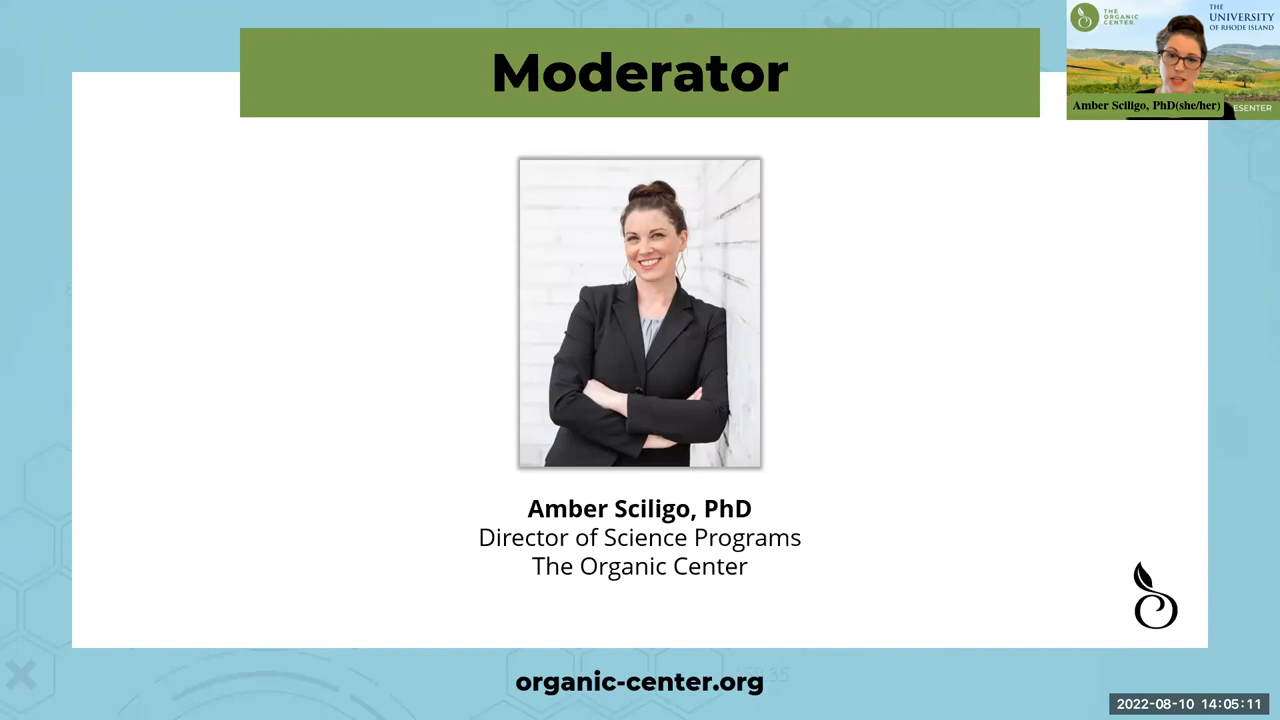 Moderator
THE
ORGANIC
CENTER
THE
UNIVERSITY
OF RHODE ISLAND
Amber Sciligo, PhD(she/her)
ESENTER
Amber Sciligo, PhD
Director of Science Programs
The Organic Center
organic-center.org
2022-08-10 14:05:11